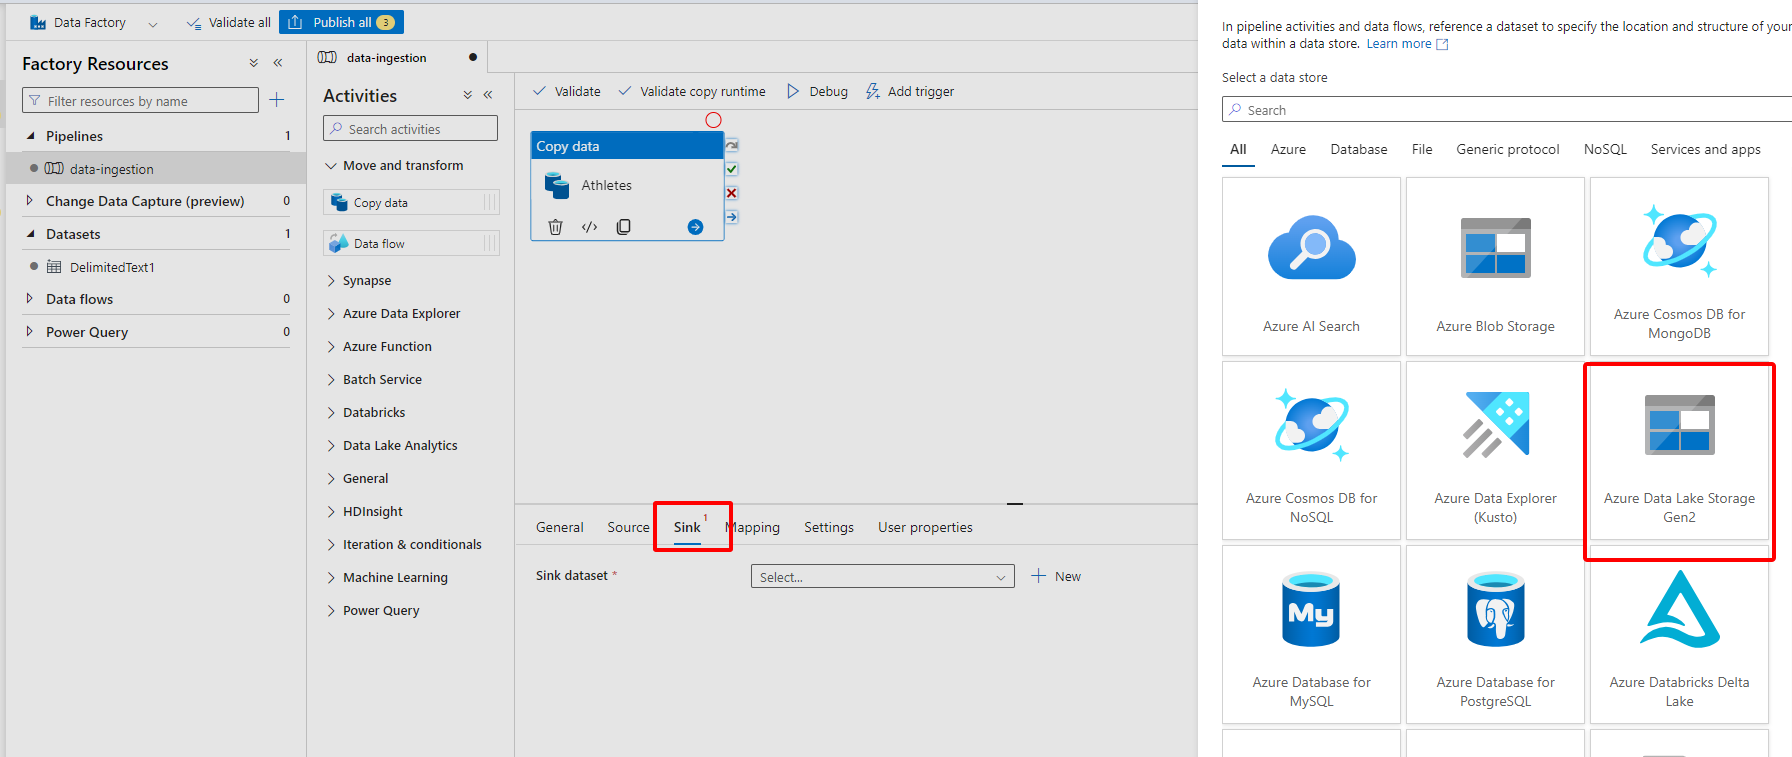 Data Factory
Validate all
Publish all 3
Factory Resources
Filter resources by name
Pipelines 1
data-ingestion
Change Data Capture (preview) 0
Datasets 1
DelimitedText1
Data flows 0
Power Query 0
data-ingestion
Activities
Search activities
Move and transform
Copy data
Data flow
Synapse
Azure Data Explorer
Azure Function
Batch Service
Databricks
Data Lake Analytics
General
HDInsight
Iteration & conditionals
Machine Learning
Power Query
Validate
Validate copy runtime
Debug
Add trigger
Copy data
Athletes
General
Source
Sink 1
Mapping
Settings
User properties
Sink dataset *
Select...
New
In pipeline activities and data flows, reference a dataset to specify the location and structure of your
data within a data store. Learn more
Select a data store
Search
All
Azure
Database
File
Generic protocol
NoSQL
Services and apps
Azure AI Search
Azure Blob Storage
Azure Cosmos DB for
MongoDB
Azure Cosmos DB for
NoSQL
Azure Data Explorer
(Kusto)
Azure Data Lake Storage
Gen2
My
Azure Database for
MySQL
Azure Database for
PostgreSQL
Azure Databricks Delta
Lake